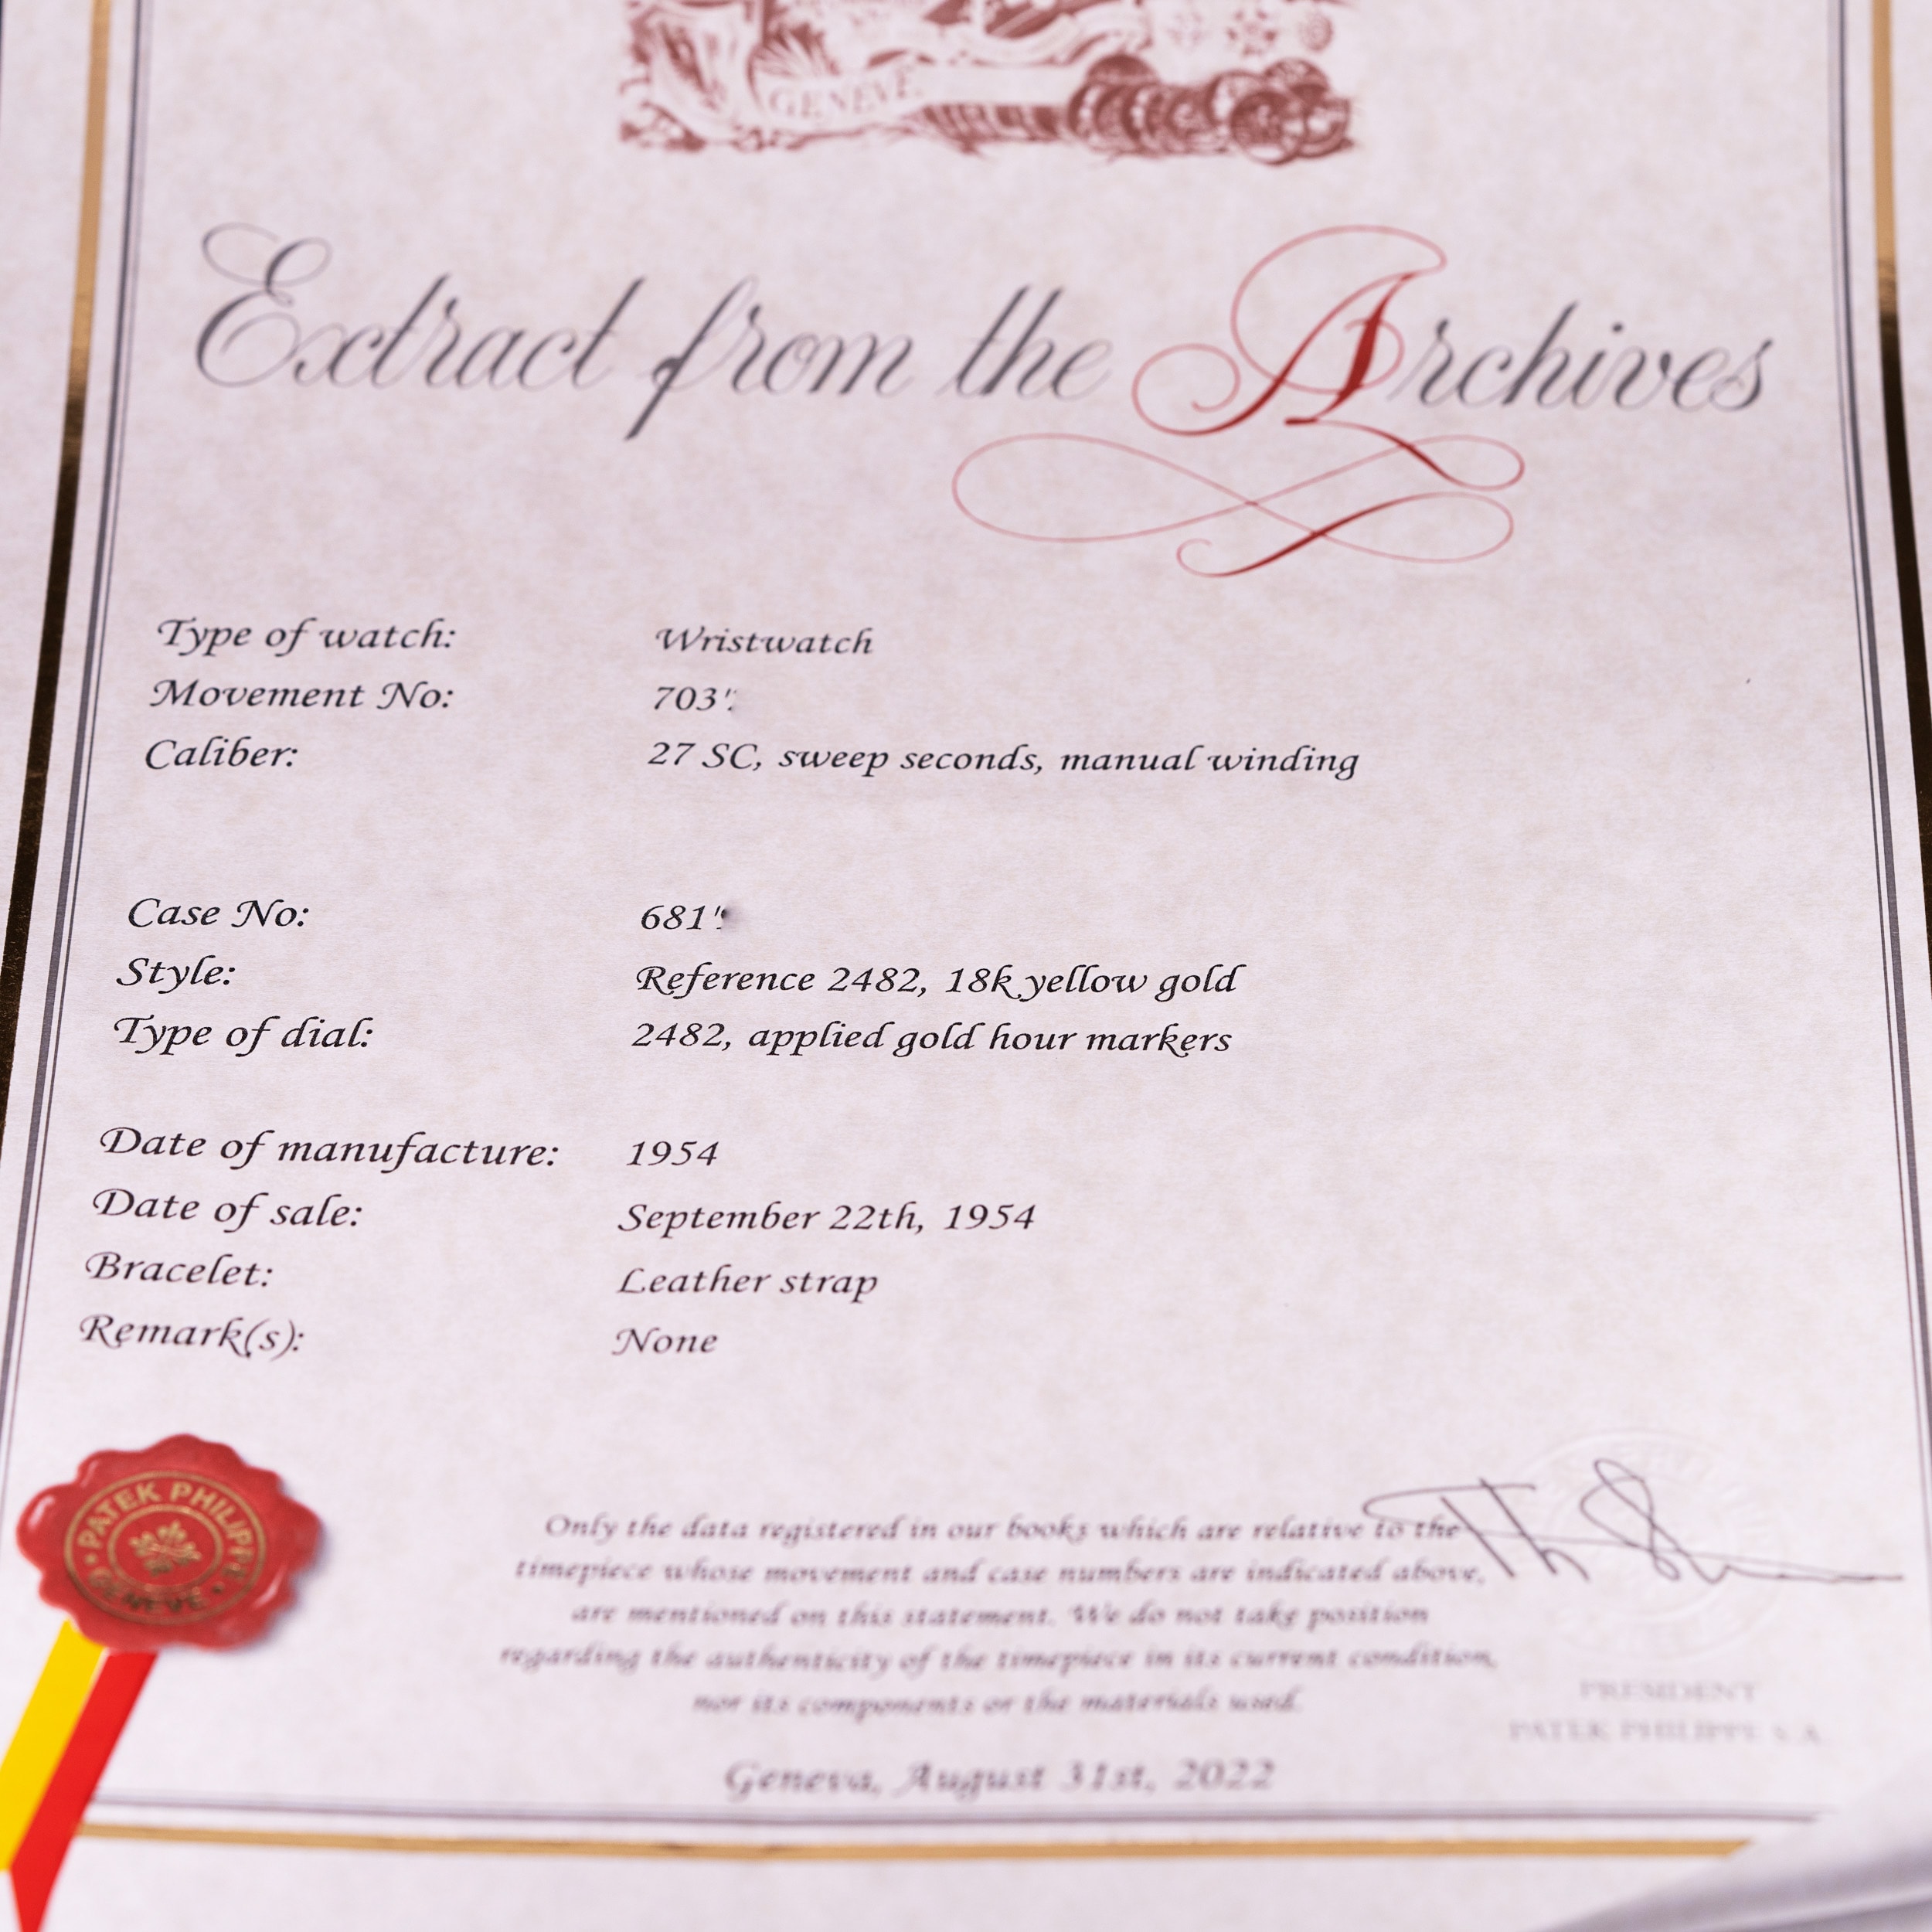 GENEVE
Extract from the Archives
Type of watch: Wristwatch
Movement No: 703
Caliber: 27 SC, sweep seconds, manual winding
Case No: 681
Style: Reference 2482, 18k yellow gold
Type of dial: 2482, applied gold hour markers
Date of manufacture: 1954
Date of sale: September 22th, 1954
Bracelet: Leather strap
Remark(s): None
PATEK PHILIPPE
GENEVE
Only the data registered in our books which are relative to the
timepiece whose movement and case numbers are indicated above,
are mentioned on this statement. We do not take position
regarding the authenticity of the timepiece in its current condition,
nor its components or the materials used.
PRESIDENT
PATEK PHILIPPE S.A.
Geneva, August 31st, 2022